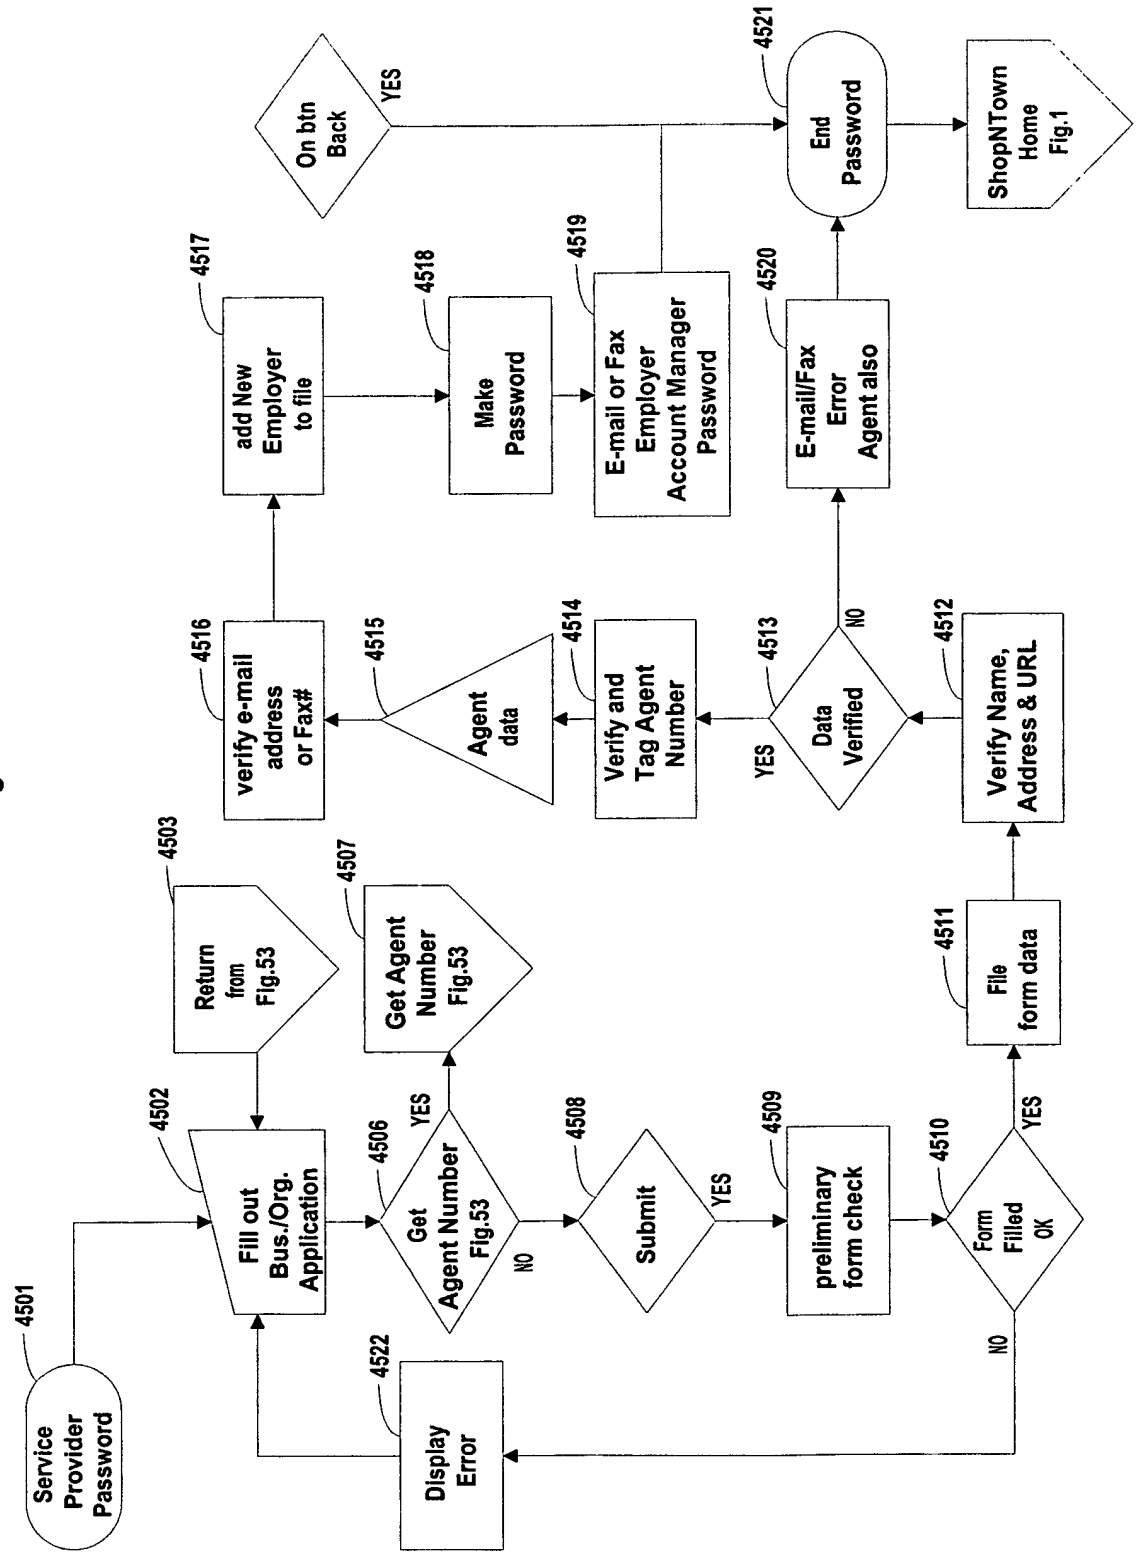 4501
Service
Provider
Password
4502
Fill out
Bus./Org.
Application
4503
Return
from
Fig.53
4506
Get
Agent Number
Fig.53
YES
NO
4507
Get Agent
Number
Fig.53
4522
Display
Error
4508
Submit
YES
4509
preliminary
form check
4510
Form
Filled
OK
YES
NO
4511
File
form data
4512
Verify Name,
Address & URL
4513
Data
Verified
YES
NO
4514
Verify and
Tag Agent
Number
4515
Agent
data
4516
verify e-mail
address
or Fax#
4517
add New
Employer
to file
4518
Make
Password
4519
E-mail or Fax
Employer
Account Manager
Password
4520
E-mail/Fax
Error
Agent also
On btn
Back
YES
4521
End
Password
ShopNTown
Home
Fig.1